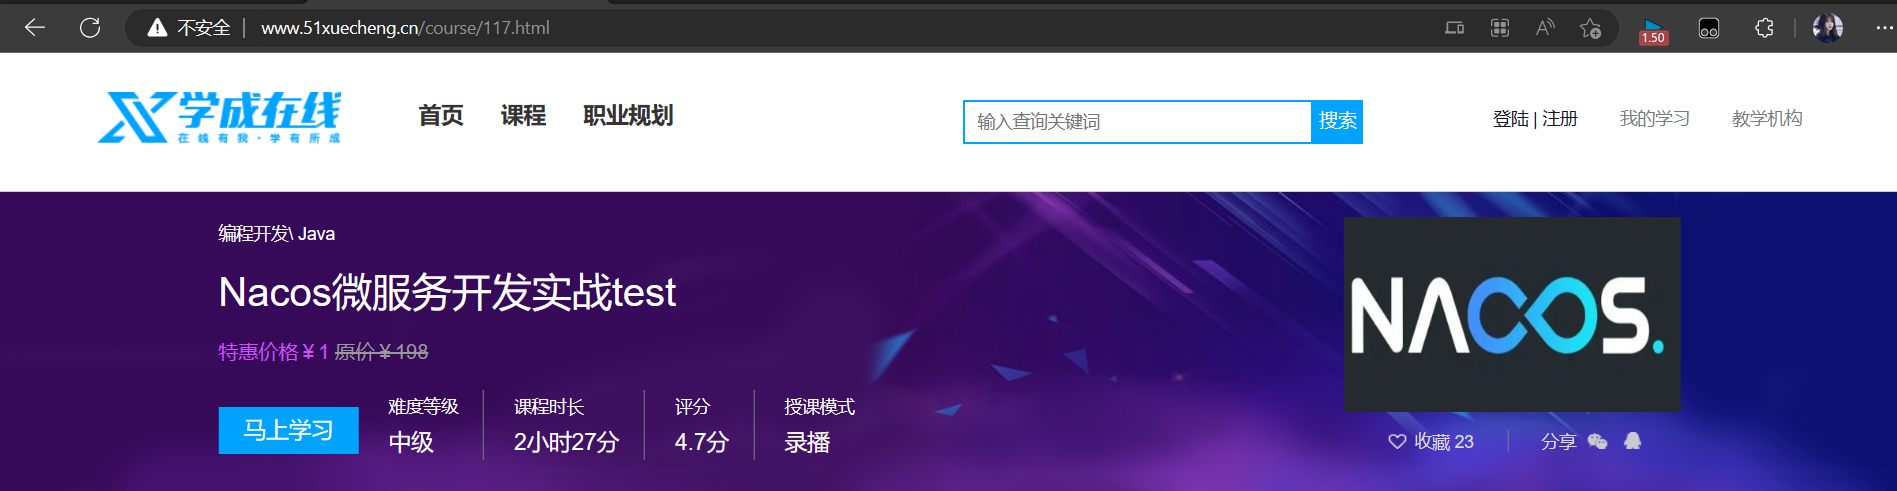 不安全 | www.51xuecheng.cn/course/117.html
1.50
学成在线
在线有我·学有所成
首页 课程 职业规划
输入查询关键词 搜索
登陆 | 注册 我的学习 教学机构
编程开发\ Java
Nacos微服务开发实战test
特惠价格 ¥ 1 原价 ¥ 198
NACOS.
马上学习
难度等级 课程时长 评分 授课模式
中级 2小时27分 4.7分 录播
收藏 23 分享